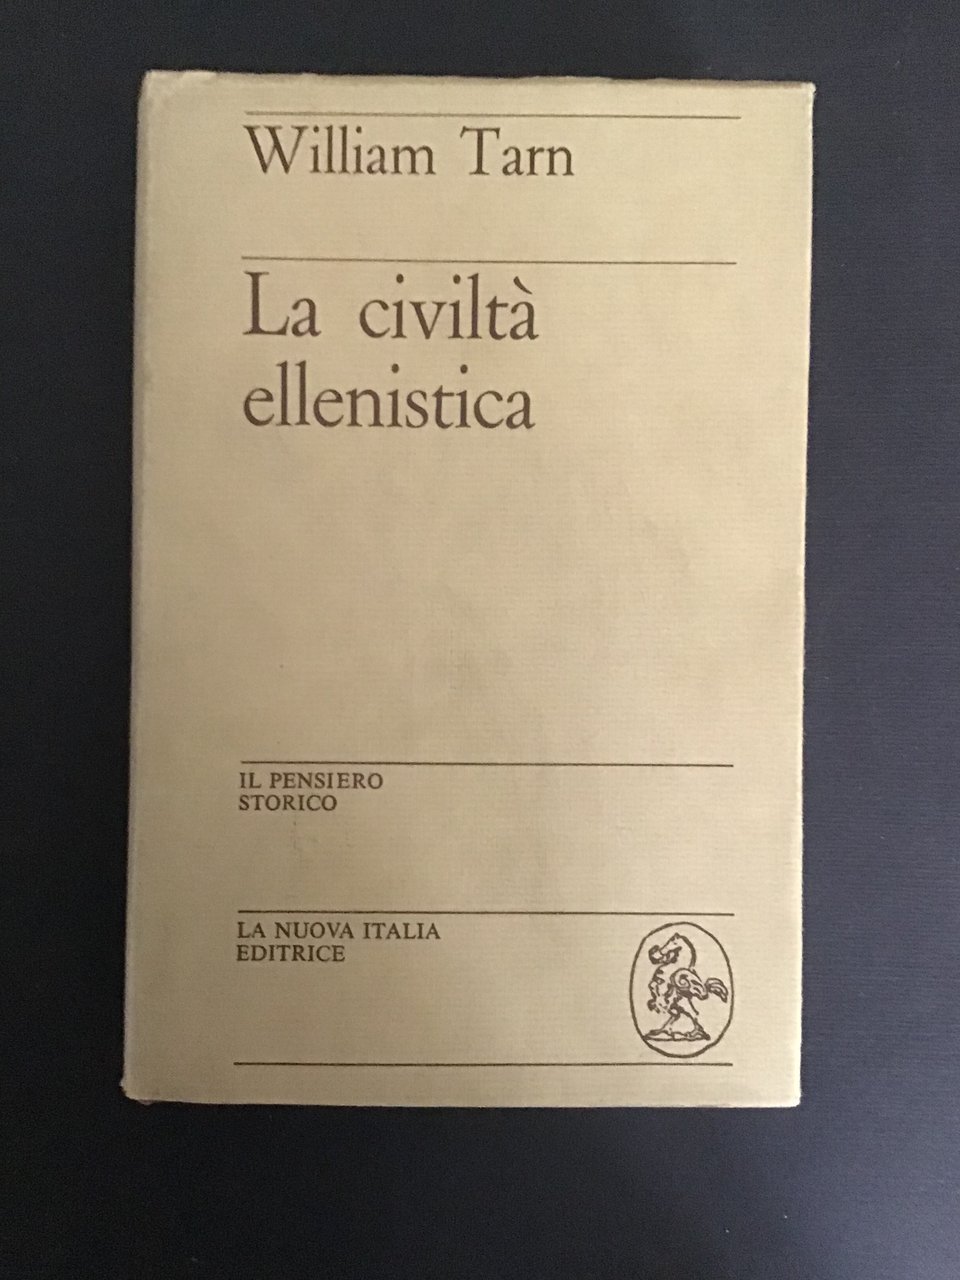 William Tarn
La civiltà
ellenistica
IL PENSIERO
STORICO
LA NUOVA ITALIA
EDITRICE